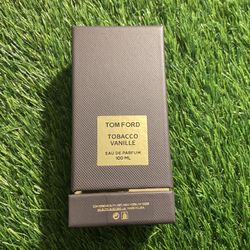 TOM FORD
TOBACCO
VANILLE
EAU DE PARFUM
100 ML